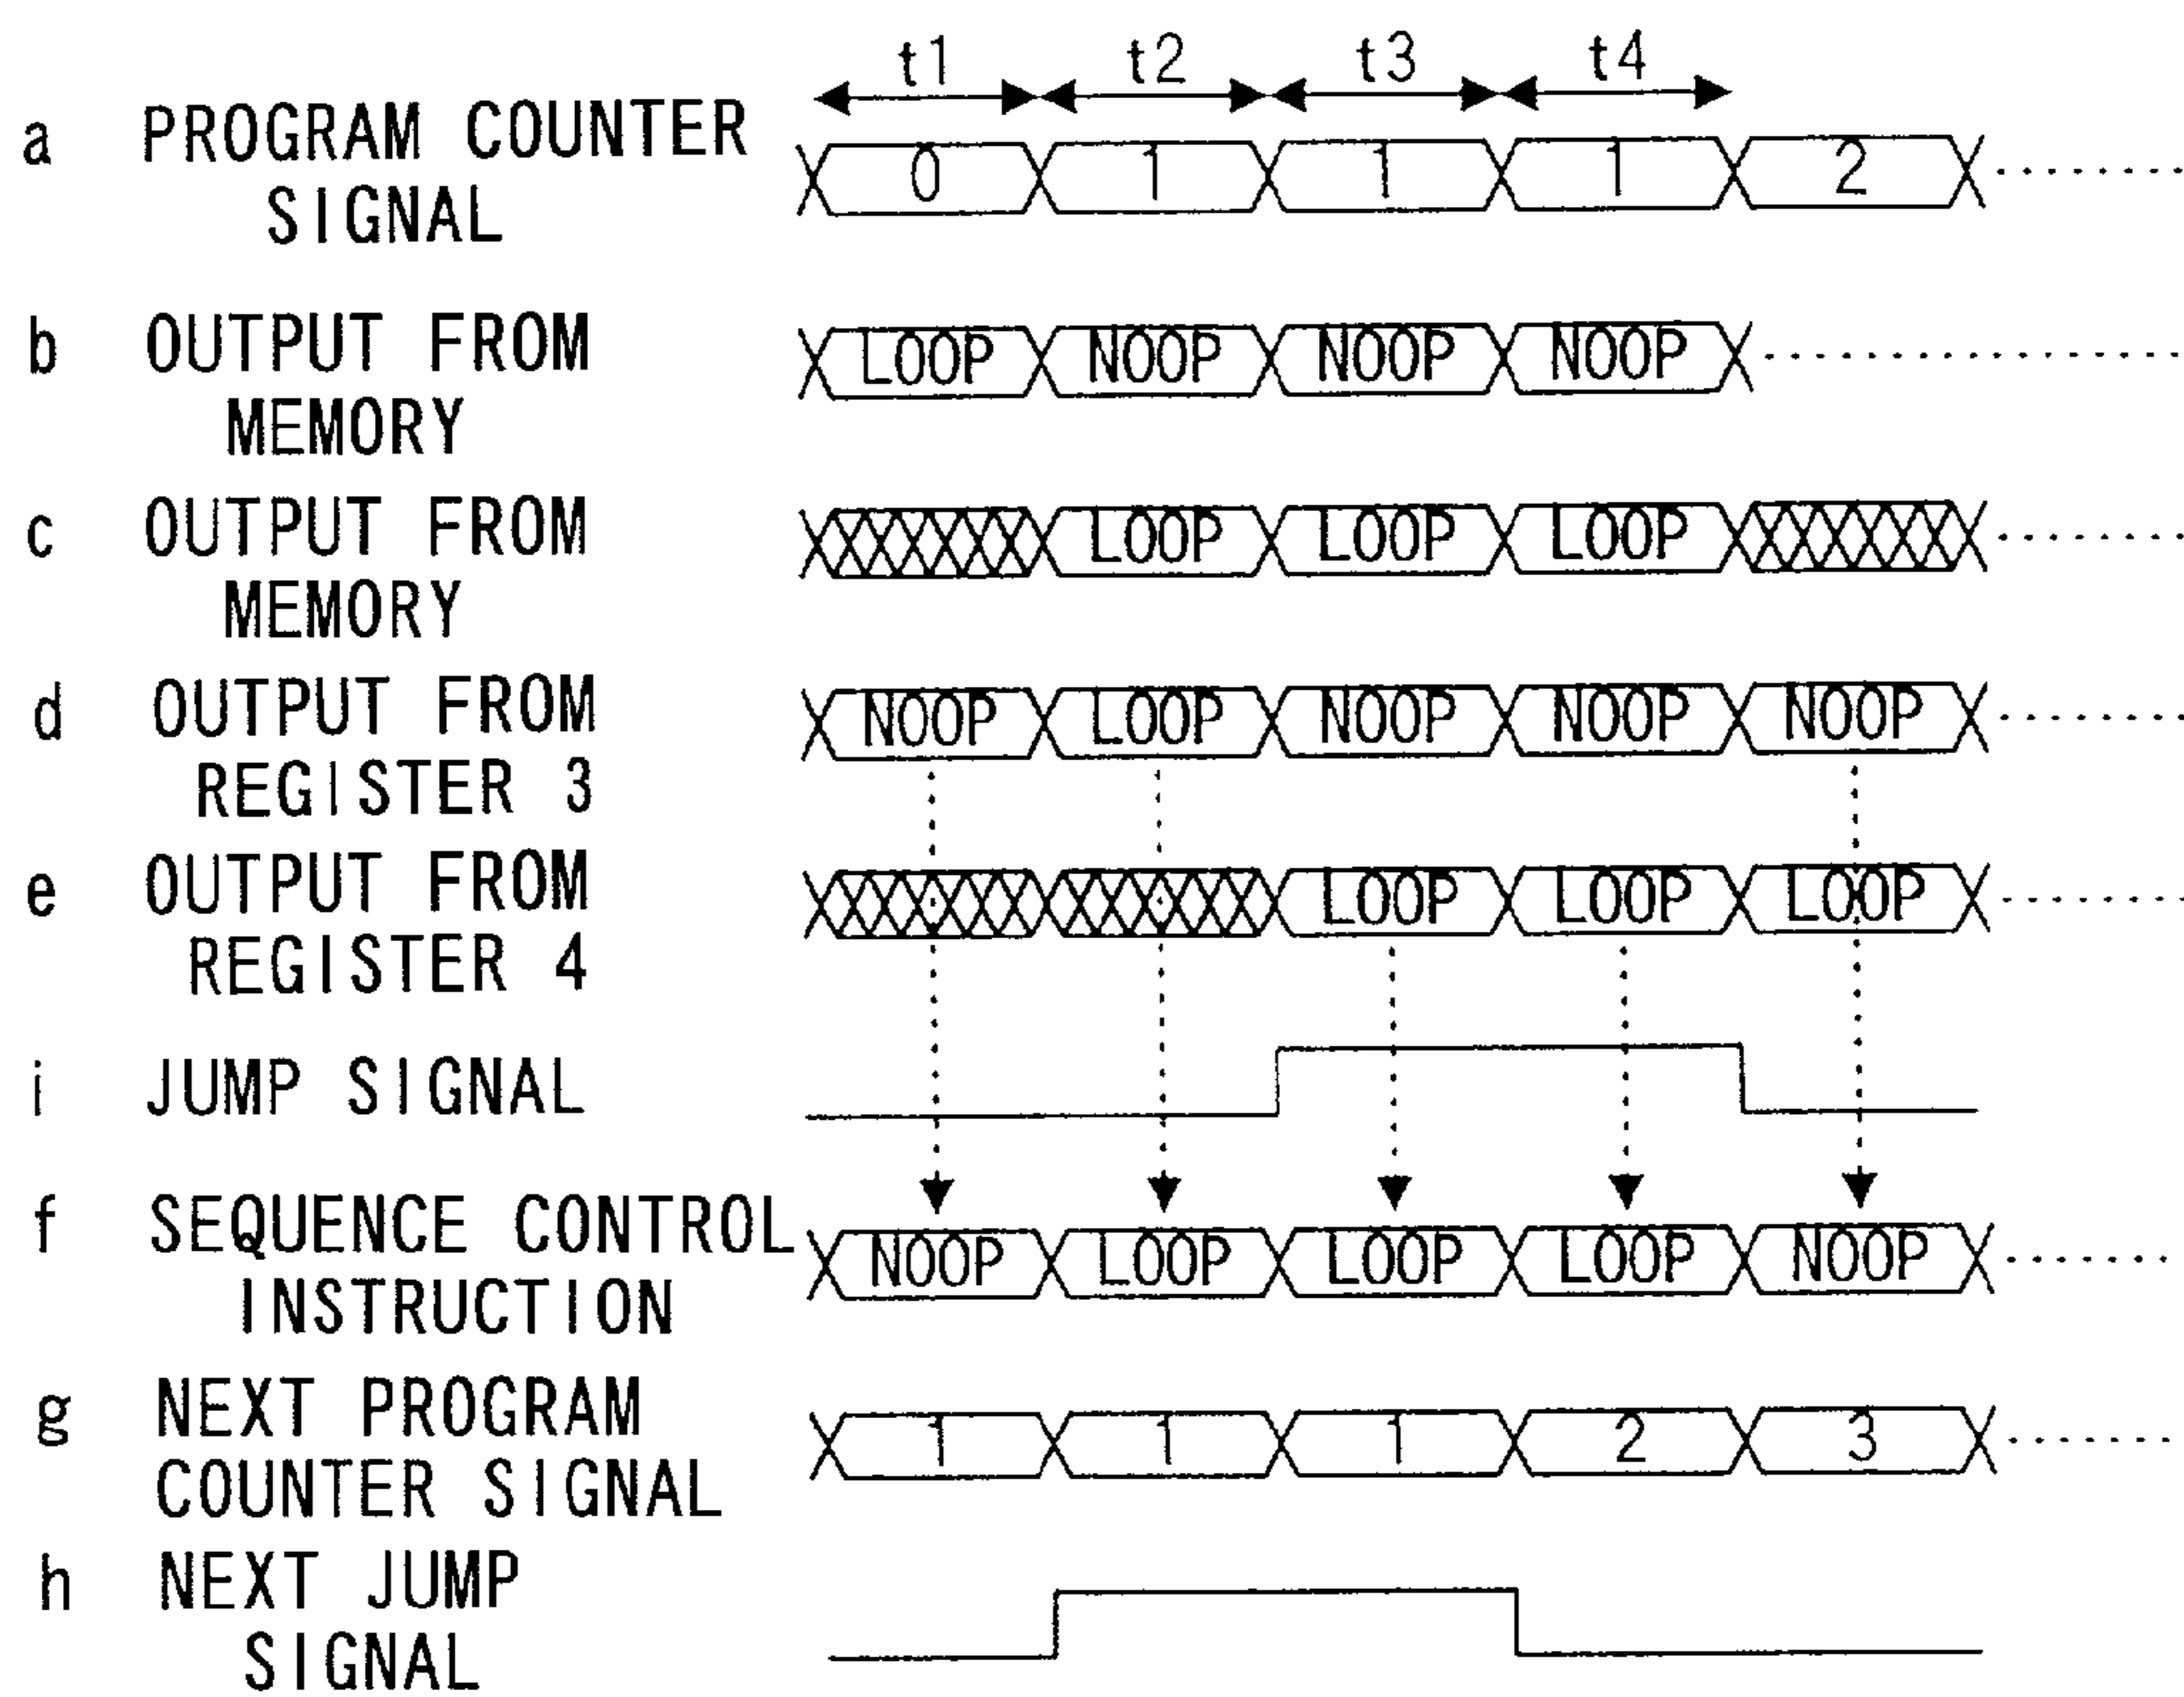 t1 t2 t3 t4
a PROGRAM COUNTER 0 1 1 1 2
SIGNAL
b OUTPUT FROM LOOP NOOP NOOP NOOP
MEMORY
c OUTPUT FROM LOOP LOOP LOOP
MEMORY
d OUTPUT FROM NOOP LOOP NOOP NOOP NOOP
REGISTER 3
e OUTPUT FROM LOOP LOOP LOOP
REGISTER 4
i JUMP SIGNAL
f SEQUENCE CONTROL NOOP LOOP LOOP LOOP NOOP
INSTRUCTION
g NEXT PROGRAM 1 1 1 2 3
COUNTER SIGNAL
h NEXT JUMP
SIGNAL